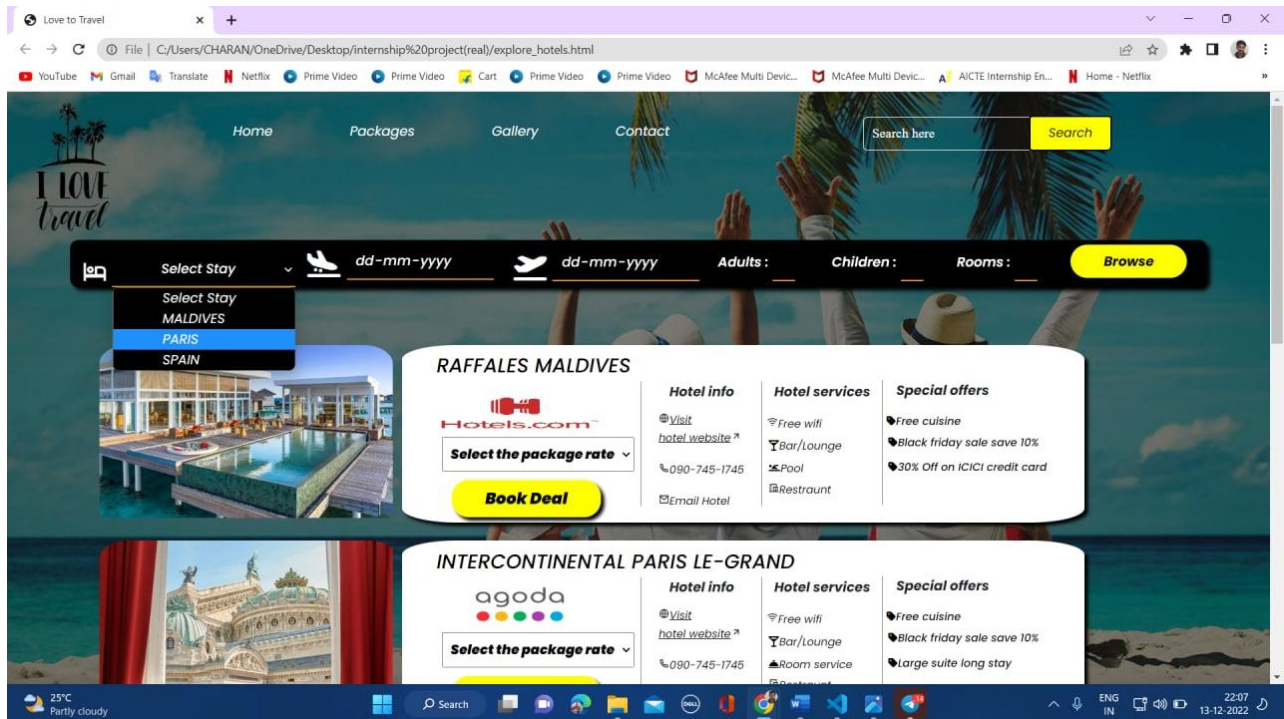 Love to Travel
File | C:/Users/CHARAN/OneDrive/Desktop/internship%20project(real)/explore_hotels.html
YouTube Gmail Translate Netflix Prime Video Prime Video Cart Prime Video Prime Video McAfee Multi Devic... McAfee Multi Devic... AICTE Internship En... Home - Netflix »
I LOVE
travel
Home Packages Gallery Contact Search here Search
Select Stay dd-mm-yyyy dd-mm-yyyy Adults : Children : Rooms : Browse
Select Stay
MALDIVES
PARIS
SPAIN
RAFFALES MALDIVES
Hotels.com™
Select the package rate
Book Deal
Hotel info
Visit
hotel website
090-745-1745
Email Hotel
Hotel services
Free wifi
Bar/Lounge
Pool
Restraunt
Special offers
Free cuisine
Black friday sale save 10%
30% Off on ICICI credit card
INTERCONTINENTAL PARIS LE-GRAND
agoda
Select the package rate
Hotel info
Visit
hotel website
090-745-1745
Hotel services
Free wifi
Bar/Lounge
Room service
Special offers
Free cuisine
Black friday sale save 10%
Large suite long stay
25°C
Partly cloudy
Search
DELL
ENG
IN
22:07
13-12-2022